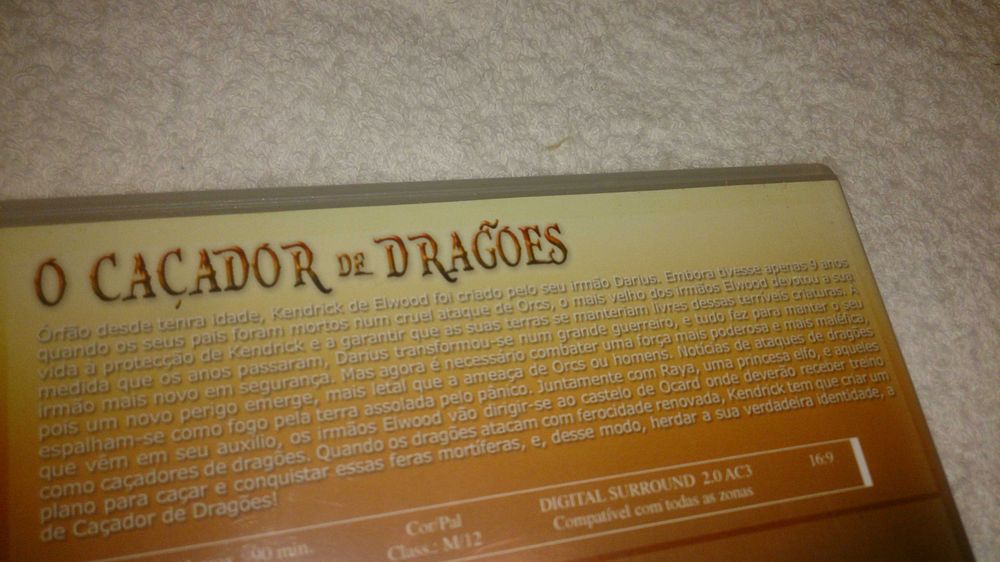 O CAÇADOR DE DRAGÕES
Órfão desde tenra idade, Kendrick de Elwood foi criado pelo seu irmão Darius. Embora tivesse apenas 9 anos
quando os seus pais foram mortos num cruel ataque de Orcs, o mais velho dos irmãos Elwood devotou a sua
vida à protecção de Kendrick e a garantir que as suas terras se manteriam livres dessas terríveis criaturas. À
medida que os anos passaram, Darius transformou-se num grande guerreiro, e tudo fez para manter o seu
irmão mais novo em segurança. Mas agora é necessário combater uma força mais poderosa e mais maléfica,
pois um novo perigo emerge, mais letal que a ameaça de Orcs ou homens. Notícias de ataques de dragões
espalham-se como fogo pela terra assolada pelo pânico. Juntamente com Raya, uma princesa elfo, e aqueles
que vêm em seu auxílio, os irmãos Elwood vão dirigir-se ao castelo de Ocard onde deverão receber treino
como caçadores de dragões. Quando os dragões atacam com ferocidade renovada, Kendrick tem que criar um
plano para caçar e conquistar essas feras mortíferas, e, desse modo, herdar a sua verdadeira identidade, a
de Caçador de Dragões!
90 min. Cor/Pal DIGITAL SURROUND 2.0 AC3 16:9
Class.: M/12 Compatível com todas as zonas